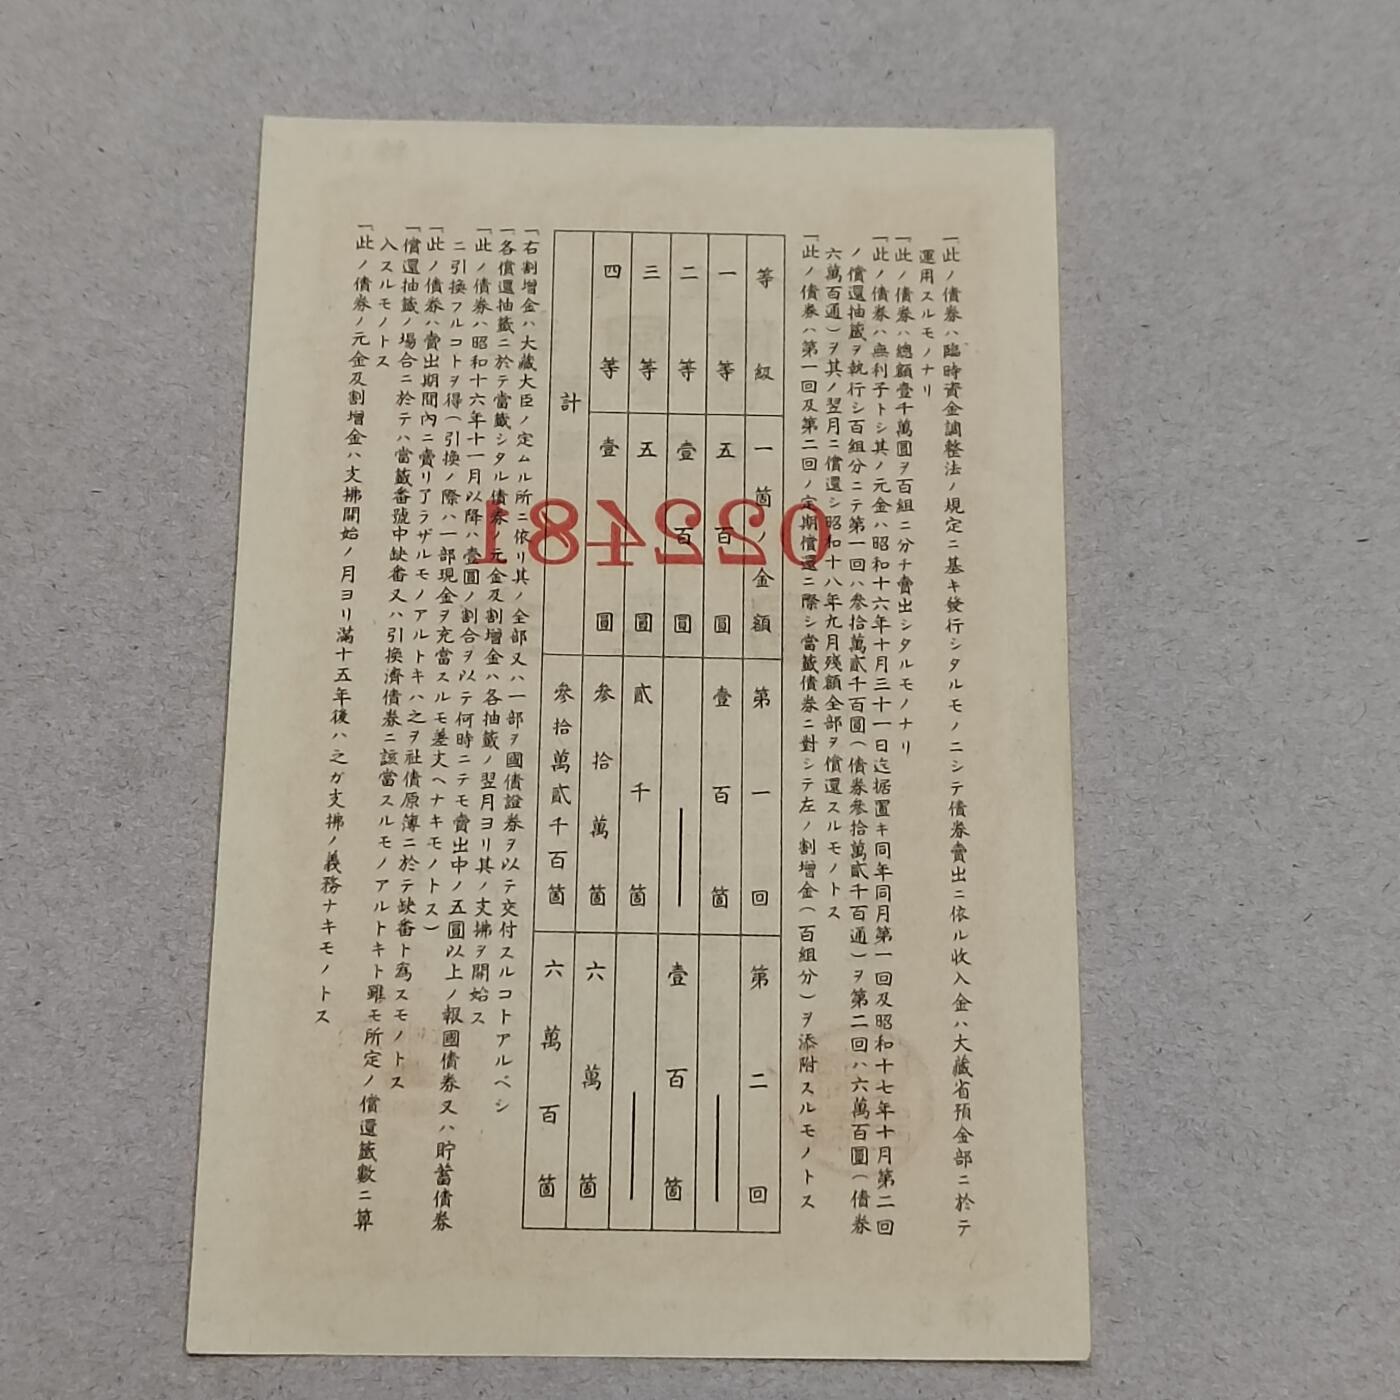 一此ノ債券ハ臨時資金調整法ノ規定ニ基キ發行シタルモノニシテ債券賣出ニ依ル收入金ハ大藏省預金部ニ於テ
運用スルモノナリ
一此ノ債券ハ總額壹千萬圓ヲ百組ニ分チ賣出シタルモノナリ
一此ノ債券ハ無利子トシ其ノ元金ハ昭和十六年十月三十一日迄据置キ同年同月第一回及昭和十七年十月第二回
ノ償還抽籤ヲ執行シ百組分ニテ第一回ハ參拾萬貳千百圓(債券參拾萬貳千百通)ヲ第二回ハ六萬百圓(債券
六萬百通)ヲ其ノ翌月ニ償還シ昭和十八年九月殘額全部ヲ償還スルモノトス
一此ノ債券ハ第一回及第二回ノ定期償還ニ際シ當籤債券ニ對シテ左ノ割增金(百組分)ヲ添附スルモノトス
等級 一箇ノ金額 第一回 第二回
一等 五百圓 壹百箇 ―
二等 壹百圓 ― 壹百箇
三等 五圓 貳千箇 ―
四等 壹圓 參拾萬箇 六萬箇
計 參拾萬貳千百箇 六萬百箇
0222481
一右割增金ハ大藏大臣ノ定ムル所ニ依リ其ノ全部又ハ一部ヲ國債證券ヲ以テ交付スルコトアルベシ
一各償還抽籤ニ於テ當籤シタル債券ノ元金及割增金ハ各抽籤ノ翌月ヨリ其ノ支拂ヲ開始ス
一此ノ債券ハ昭和十六年十一月以降ハ壹圓ノ割合ヲ以テ何時ニテモ賣出中ノ五圓以上ノ報國債券又ハ貯蓄債券
ニ引換フルコトヲ得(引換ノ際ハ一部現金ヲ充當スルモ差支ヘナキモノトス)
一此ノ債券ハ賣出期間內ニ賣リ了ラザルモノアルトキハ之ヲ社債原簿ニ於テ缺番ト爲スモノトス
一償還抽籤ノ場合ニ於テハ當籤番號中缺番又ハ引換濟債券ニ該當スルモノアルトキト雖モ所定ノ償還籤數ニ算
入スルモノトス
一此ノ債券ノ元金及割增金ハ支拂開始ノ月ヨリ滿十五年後ハ之ガ支拂ノ義務ナキモノトス